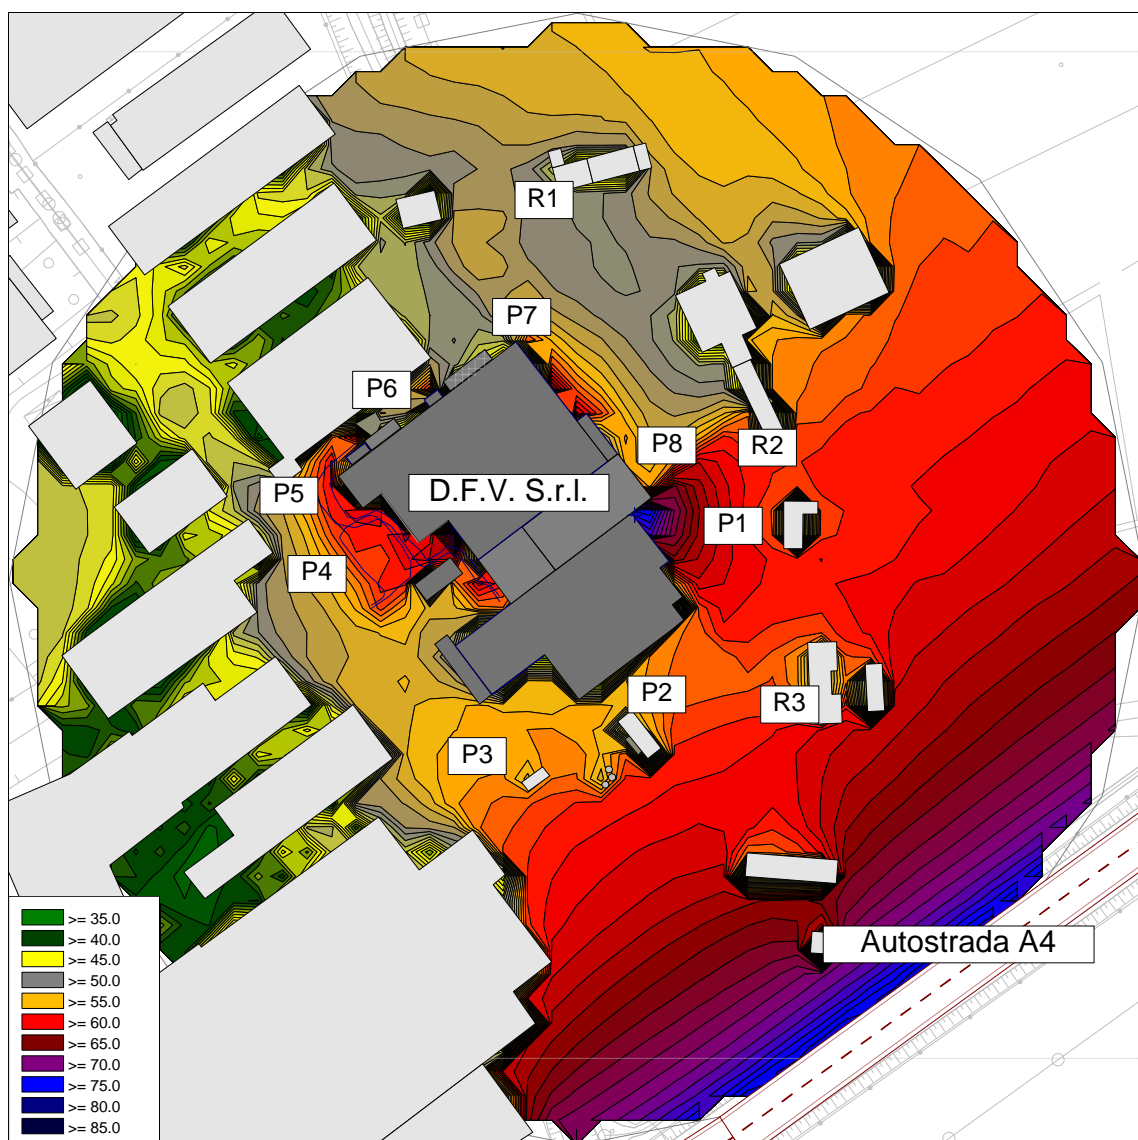 R1
P7
P6
P8
R2
D.F.V. S.r.l.
P5
P1
P4
P2
R3
P3
>= 35.0
>= 40.0
>= 45.0
>= 50.0
>= 55.0
>= 60.0
>= 65.0
>= 70.0
>= 75.0
>= 80.0
>= 85.0
Autostrada A4